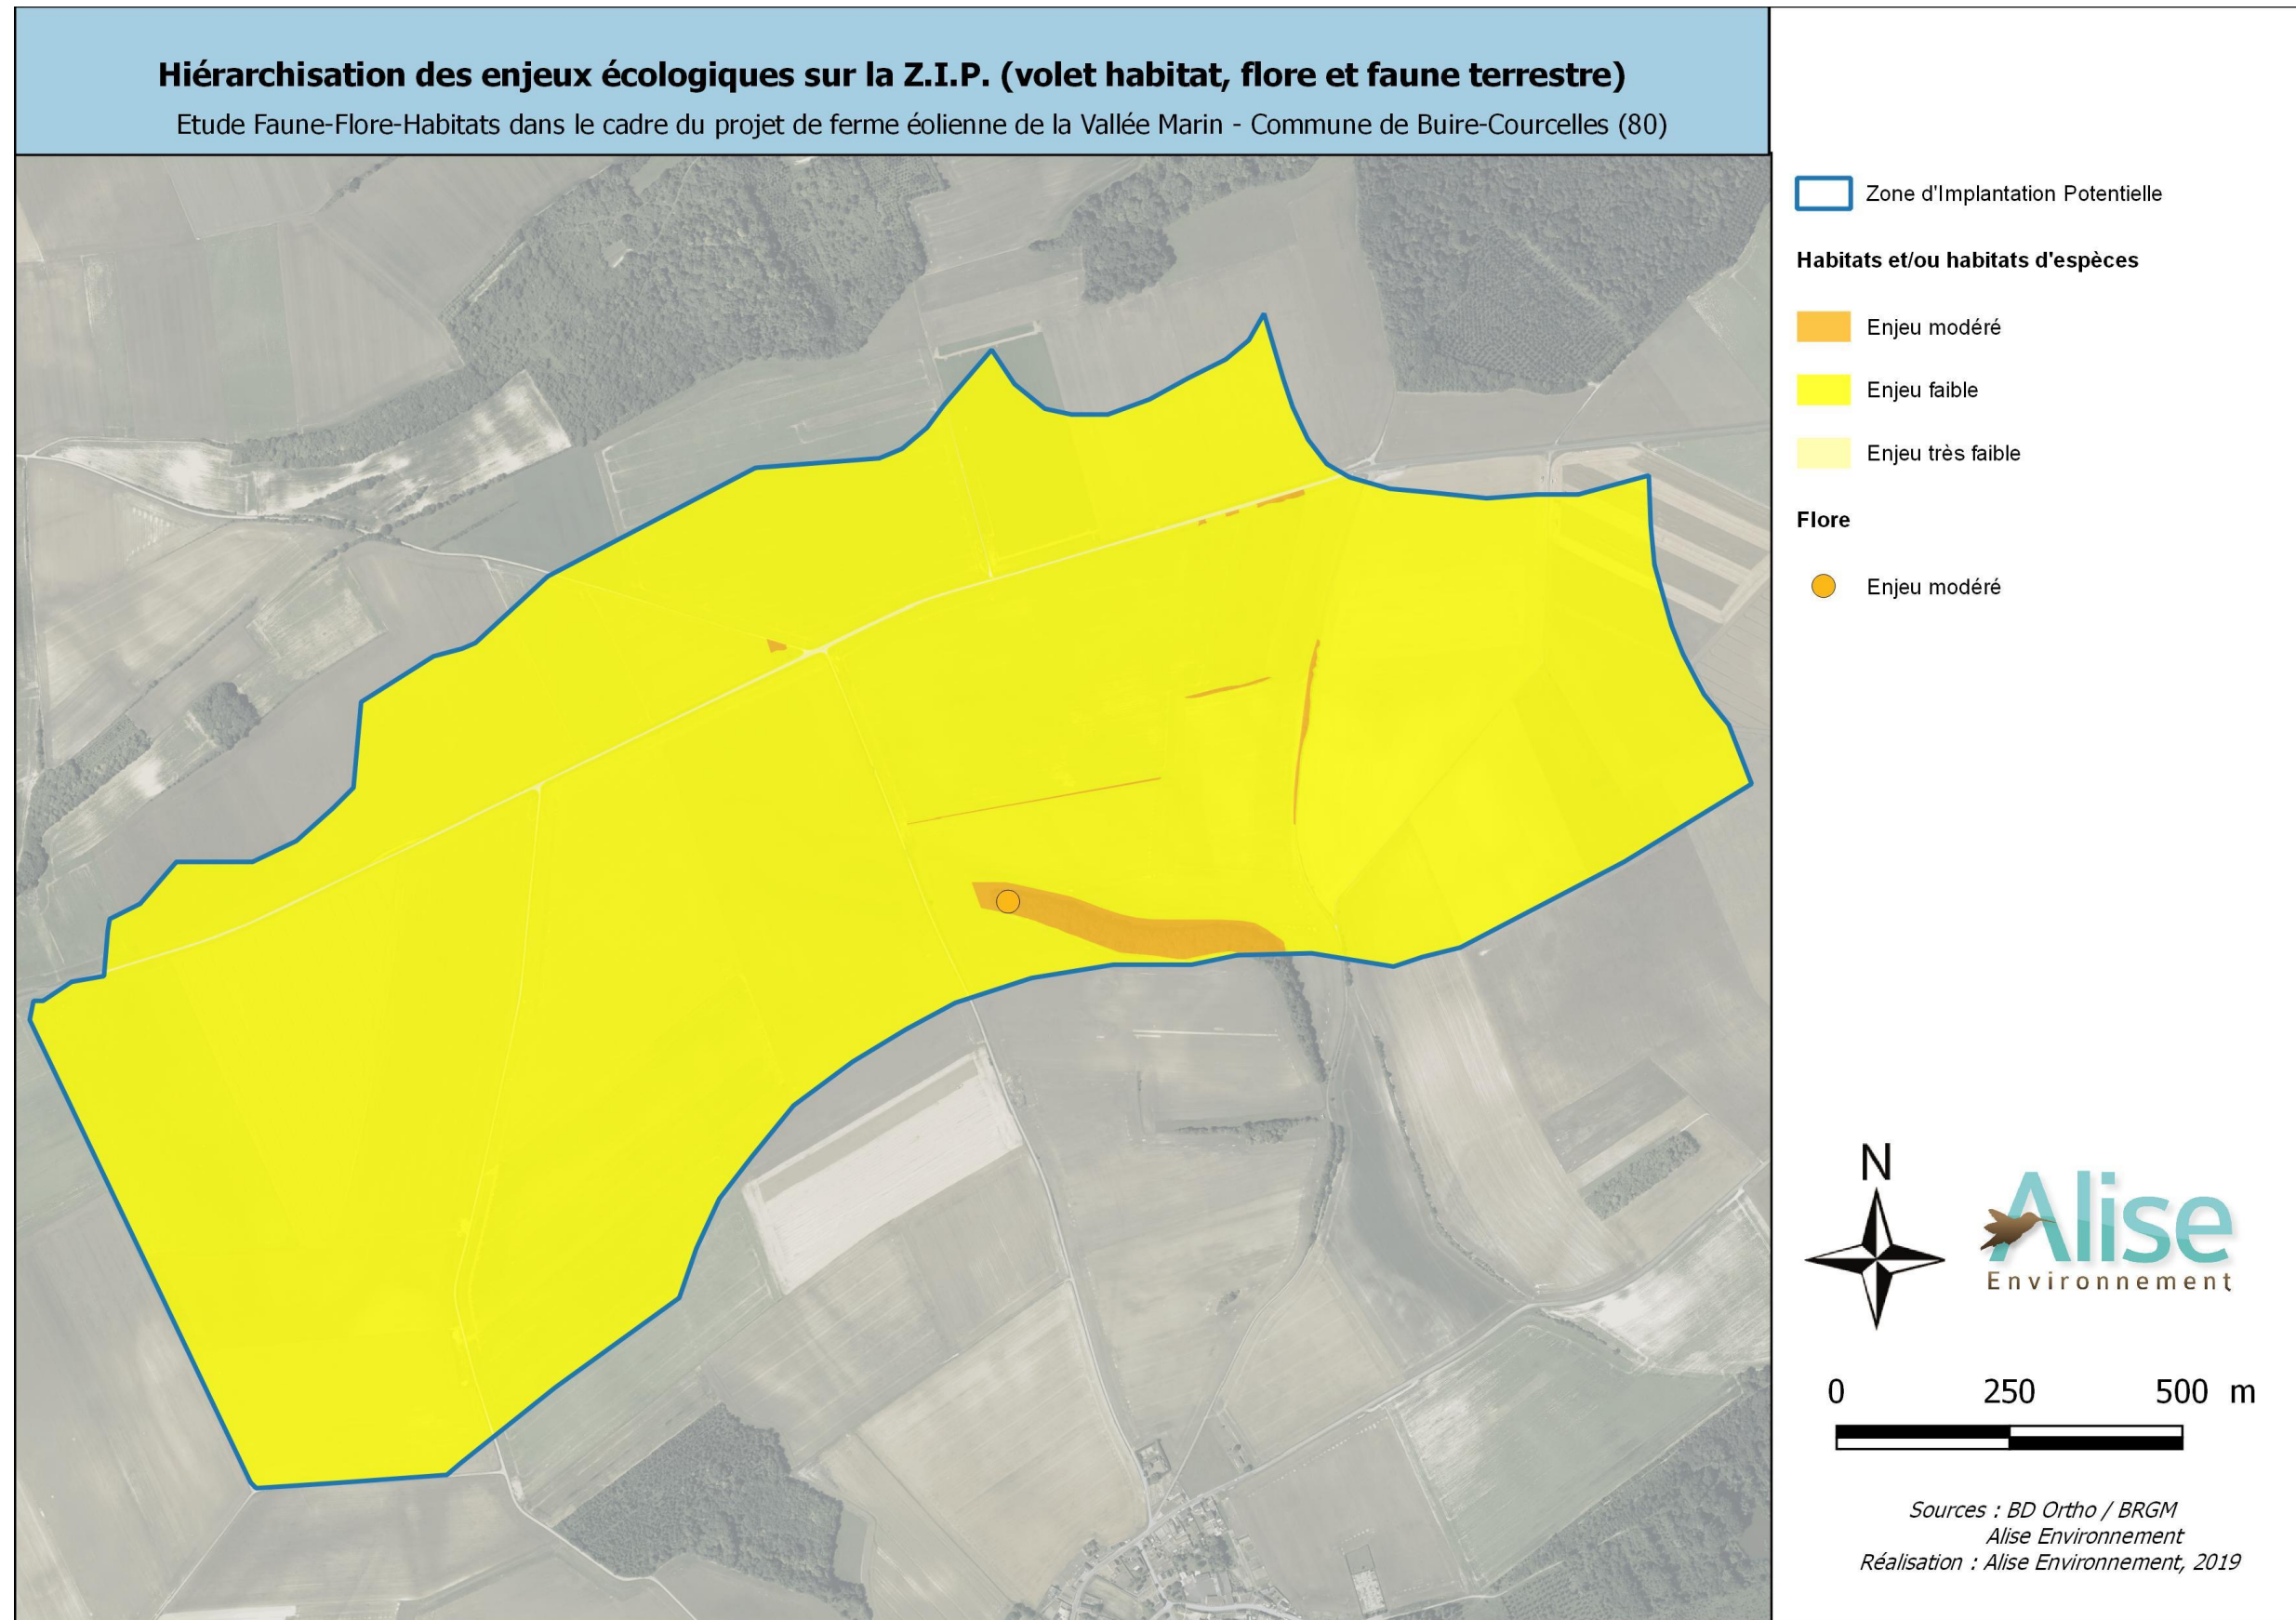 Hiérarchisation des enjeux écologiques sur la Z.I.P. (volet habitat, flore et faune terrestre)
Etude Faune-Flore-Habitats dans le cadre du projet de ferme éolienne de la Vallée Marin - Commune de Buire-Courcelles (80)
Zone d'Implantation Potentielle
Habitats et/ou habitats d'espèces
Enjeu modéré
Enjeu faible
Enjeu très faible
Flore
Enjeu modéré
N
Alise
Environnement
0 250 500 m
Sources : BD Ortho / BRGM
Alise Environnement
Réalisation : Alise Environnement, 2019